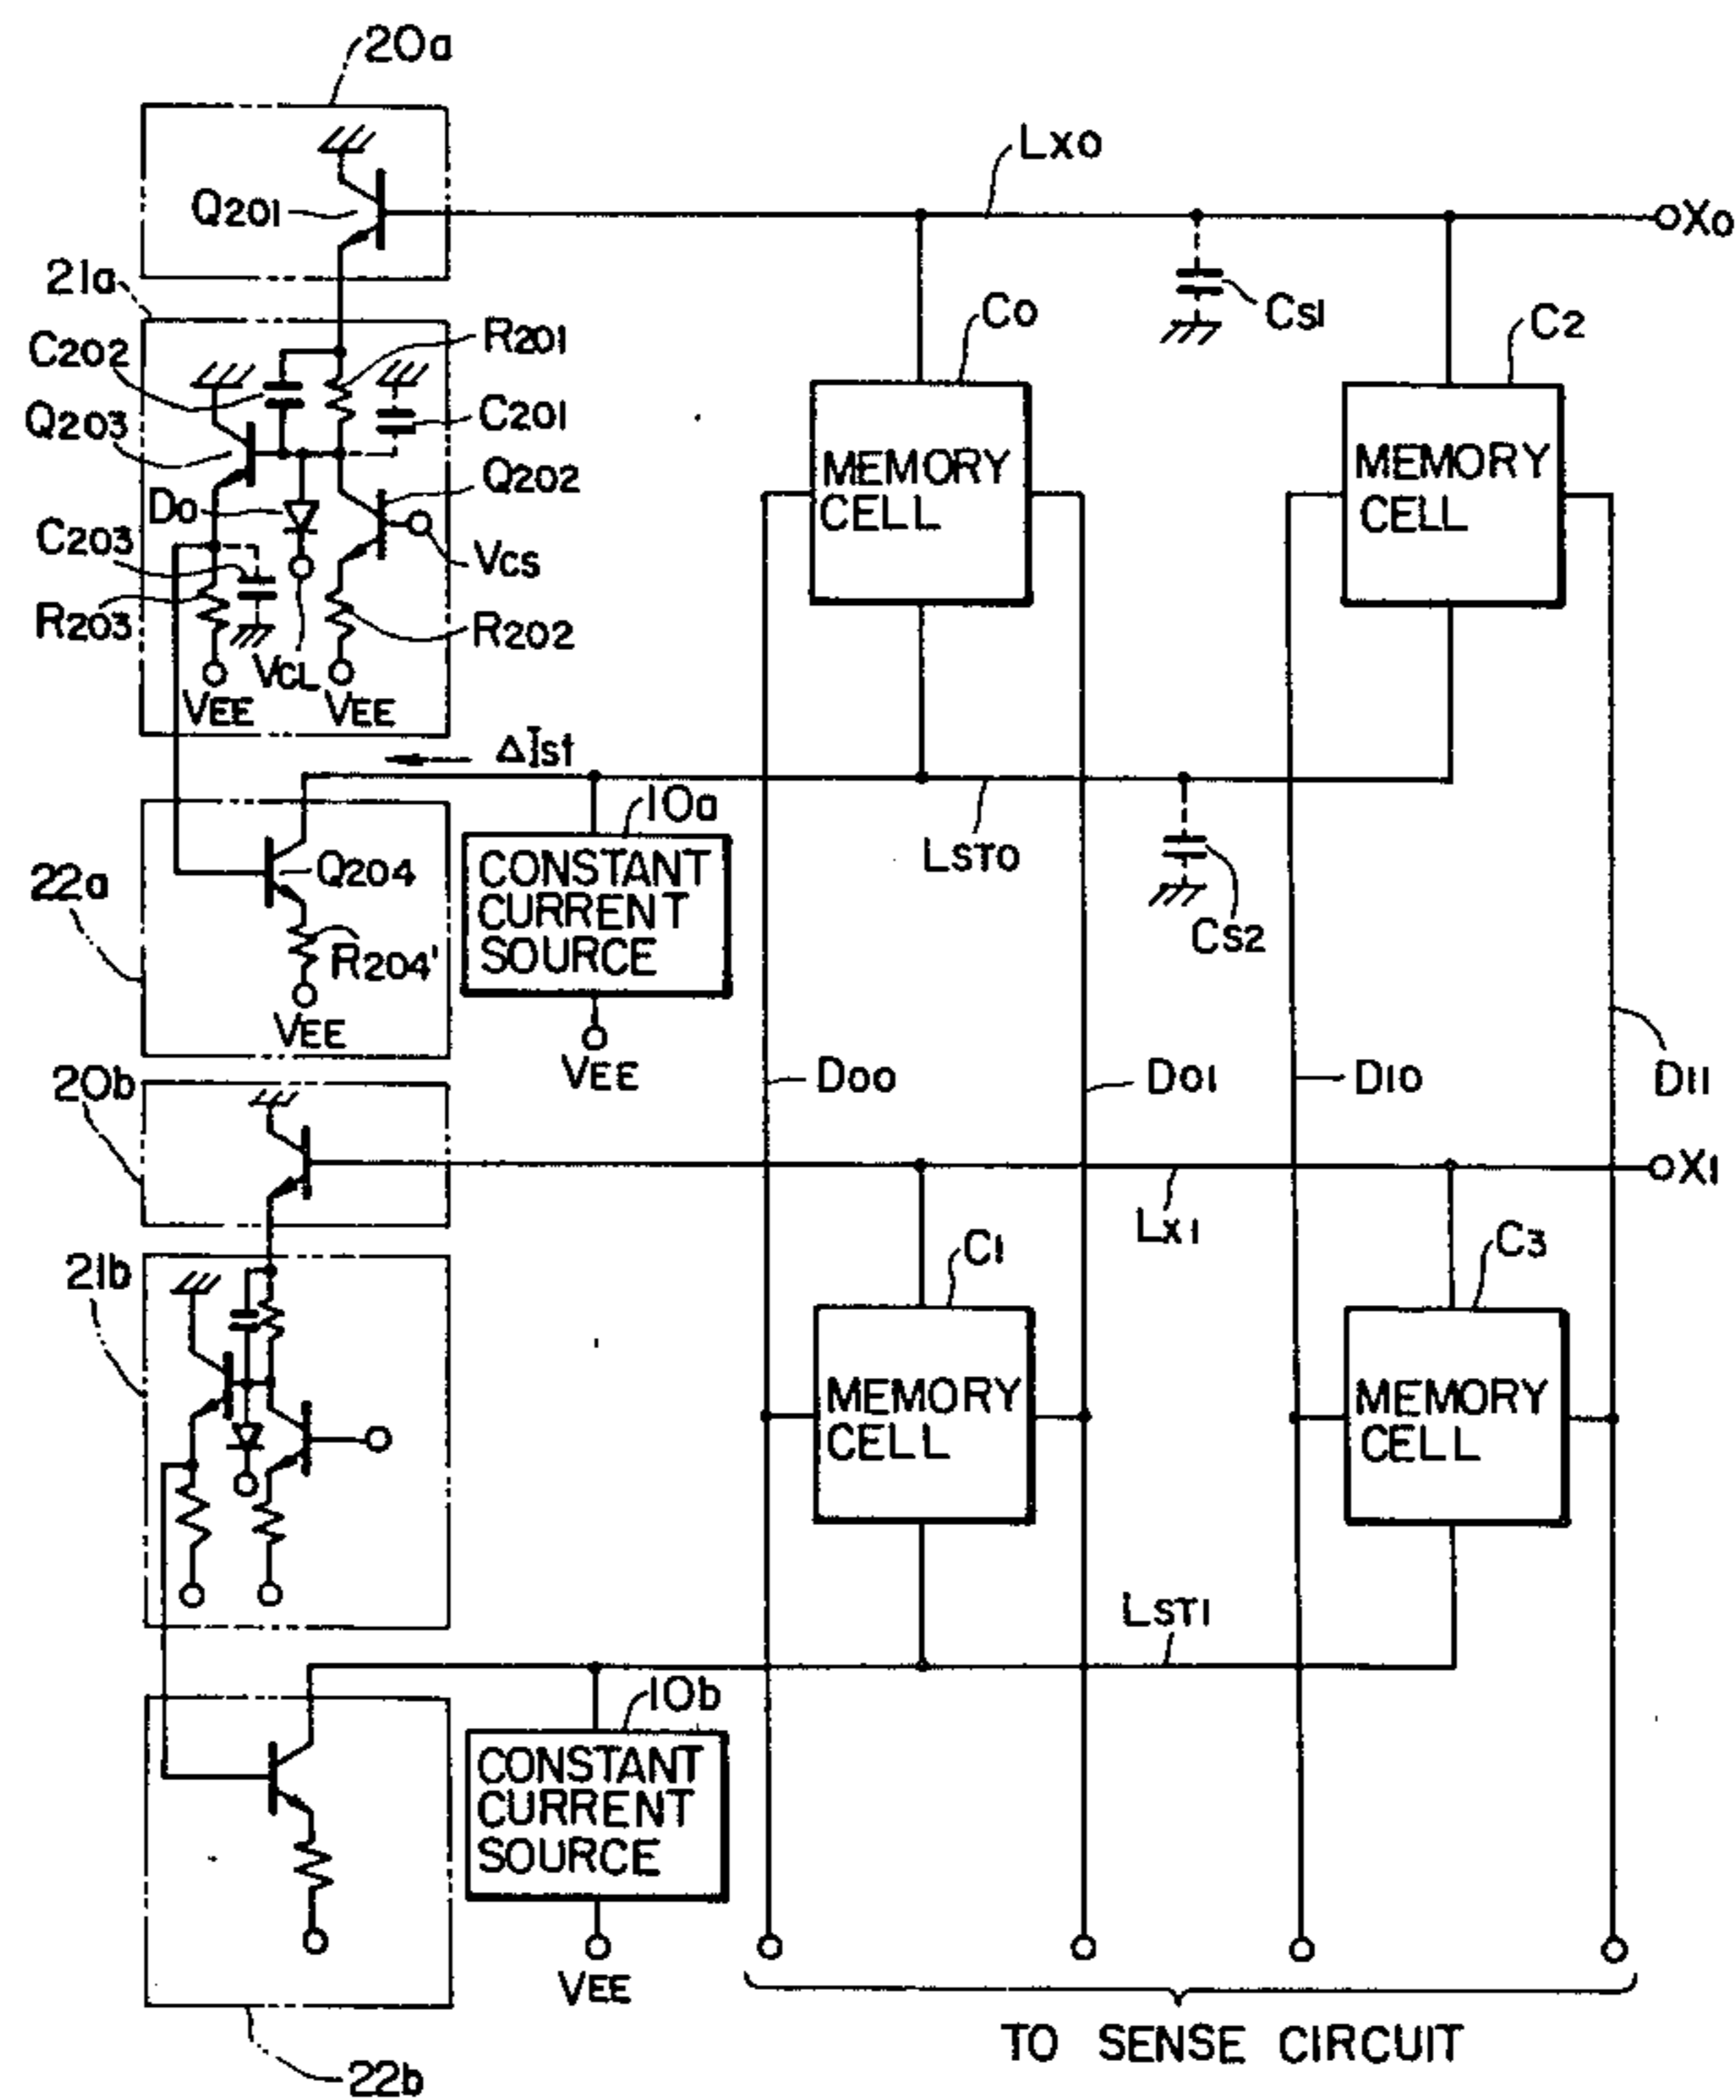 20a
LX0
Q201
X0
21a
CS1
C0
C2
R201
C202
C201
Q203
MEMORY
CELL
MEMORY
CELL
Q202
D0
C203
VCS
R203
R202
VCL
VEE
VEE
ΔIst
10a
LST0
CONSTANT
CURRENT
SOURCE
Q204
22a
CS2
R204'
VEE
VEE
20b
D00
D01
D10
D11
X1
LX1
C1
C3
21b
MEMORY
CELL
MEMORY
CELL
LST1
10b
CONSTANT
CURRENT
SOURCE
VEE
TO SENSE CIRCUIT
22b